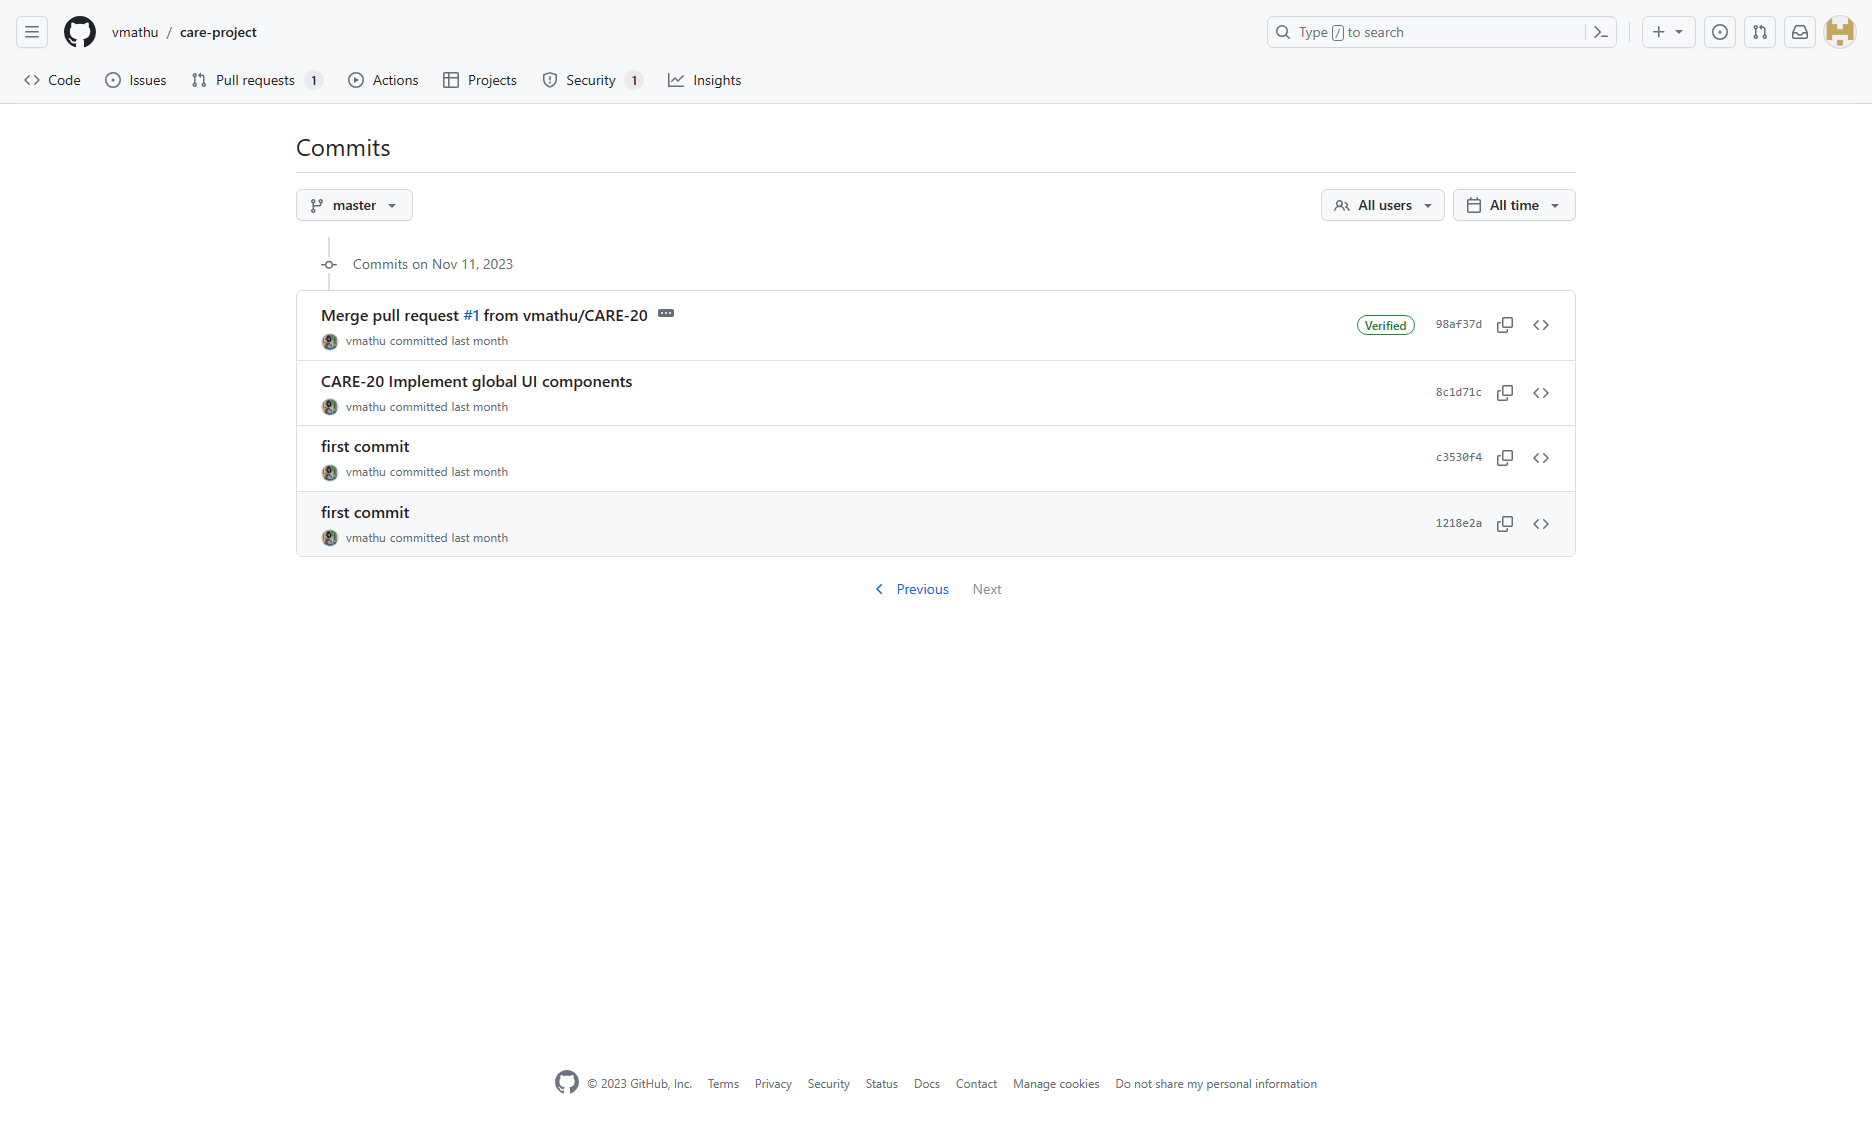 vmathu / care-project
Type / to search
Code Issues Pull requests 1 Actions Projects Security 1 Insights
Commits
master All users All time
Commits on Nov 11, 2023
Merge pull request #1 from vmathu/CARE-20
Verified 98af37d
vmathu committed last month
CARE-20 Implement global UI components
8c1d71c
vmathu committed last month
first commit
c3530f4
vmathu committed last month
first commit
1218e2a
vmathu committed last month
Previous Next
© 2023 GitHub, Inc. Terms Privacy Security Status Docs Contact Manage cookies Do not share my personal information